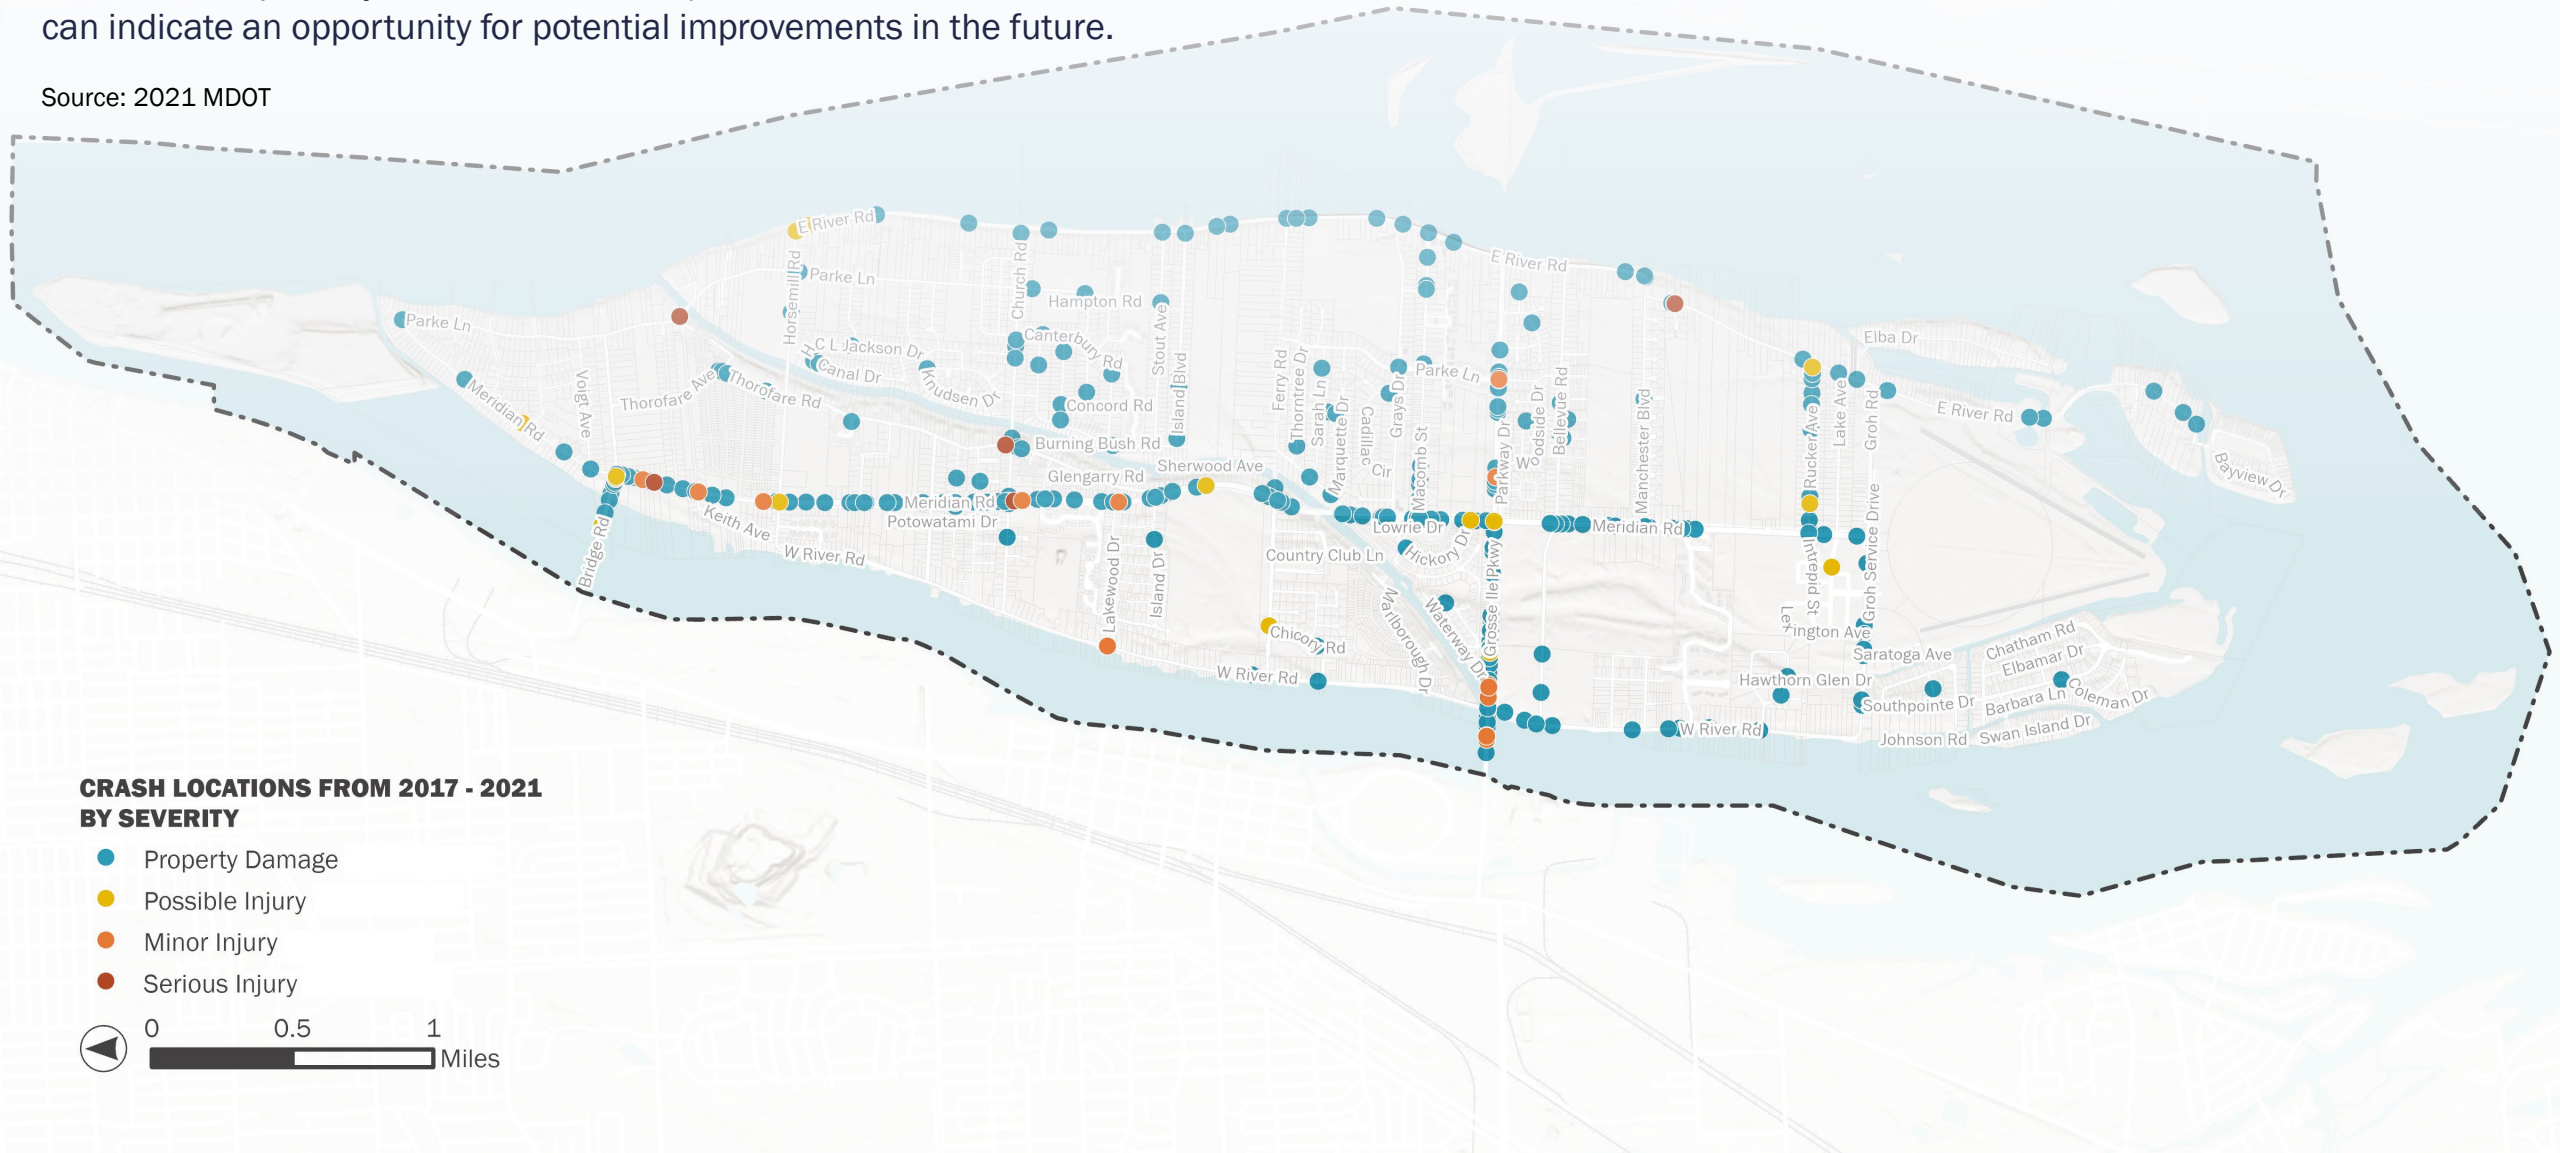 can indicate an opportunity for potential improvements in the future.
Source: 2021 MDOT
E River Rd
E River Rd
Parke Ln
Horsemill Rd
Church Rd
Hampton Rd
Stout Ave
Parke Ln
Canterbury Rd
C L Jackson Dr
Canal Dr
Knudsen Dr
Island Blvd
Ferry Rd
Thorntree Dr
Sarah Ln
Marquette Dr
Cadillac
Cir
Grays Dr
Parke Ln
Macomb St
Parkway Dr
Woodside Dr
Bellevue Rd
Manchester Blvd
Elba Dr
Rucker Ave
Lake Ave
Groh Rd
E River Rd
Bayview Dr
Meridian Rd
Voigt Ave
Thorofare Ave
Thorofare Rd
Concord Rd
Burning Bush Rd
Glengarry Rd
Sherwood Ave
Meridian Rd
Potowatami Dr
Keith Ave
W River Rd
Bridge Rd
Lakewood Dr
Island Dr
Lowrie Dr
Hickory Dr
Country Club Ln
Meridian Rd
Grosse Ile Pkwy
Marlborough Dr
Waterway Dr
Chicory Rd
W River Rd
Intrepid St
Groh Service Drive
Lexington Ave
Saratoga Ave
Hawthorn Glen Dr
Southpointe Dr
Chatham Rd
Elbamar Dr
Barbara Ln
Coleman Dr
Swan Island Dr
Johnson Rd
W River Rd
CRASH LOCATIONS FROM 2017 - 2021
BY SEVERITY
Property Damage
Possible Injury
Minor Injury
Serious Injury
0 0.5 1
Miles